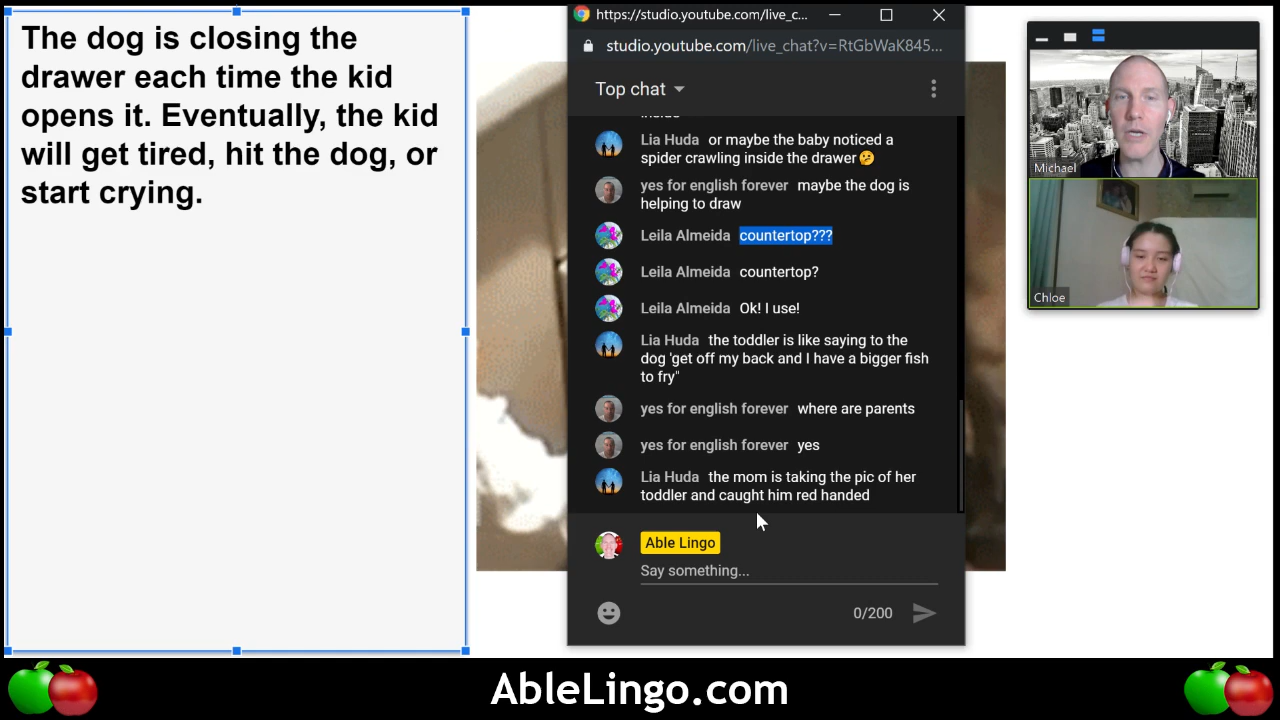 The dog is closing the
drawer each time the kid
opens it. Eventually, the kid
will get tired, hit the dog, or
start crying.
https://studio.youtube.com/live_c...
studio.youtube.com/live_chat?v=RtGbWaK845...
Top chat
inside
Lia Huda or maybe the baby noticed a
spider crawling inside the drawer🤔
yes for english forever maybe the dog is
helping to draw
Leila Almeida countertop???
Leila Almeida countertop?
Leila Almeida Ok! I use!
Lia Huda the toddler is like saying to the
dog 'get off my back and I have a bigger fish
to fry"
yes for english forever where are parents
yes for english forever yes
Lia Huda the mom is taking the pic of her
toddler and caught him red handed
Able Lingo
Say something...
0/200
Michael
Chloe
AbleLingo.com